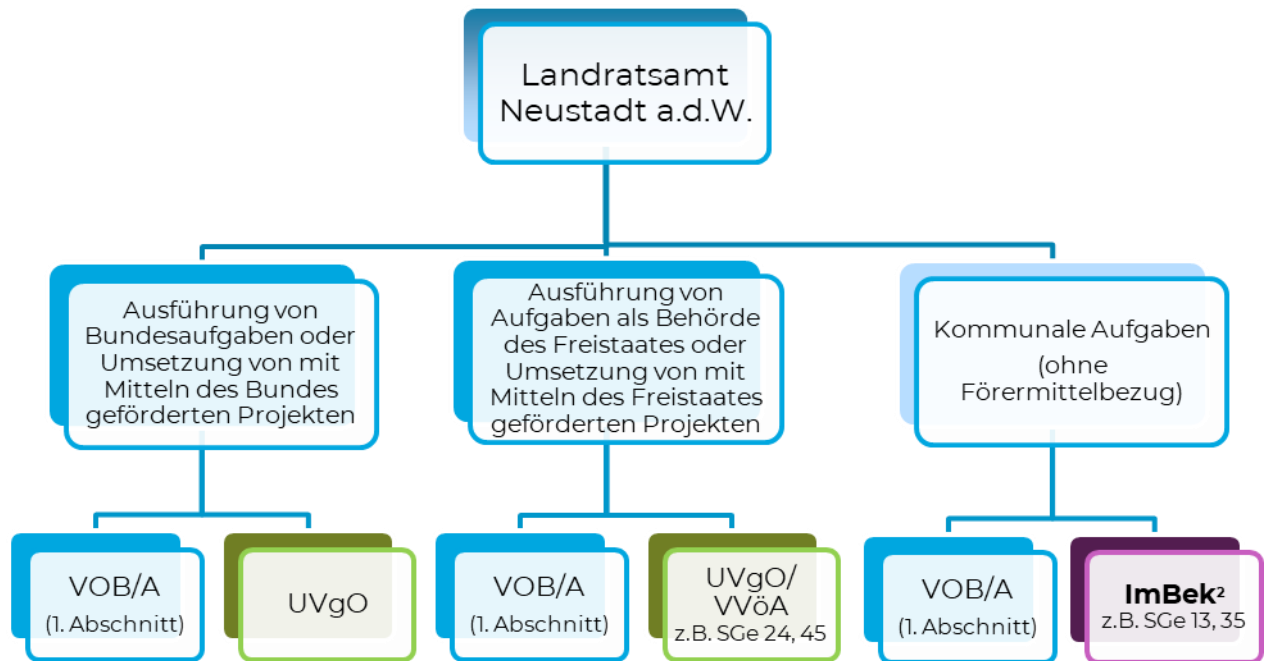 Landratsamt
Neustadt a.d.W.
Ausführung von
Bundesaufgaben oder
Umsetzung von mit
Mitteln des Bundes
geförderten Projekten
Ausführung von
Aufgaben als Behörde
des Freistaates oder
Umsetzung von mit
Mitteln des Freistaates
geförderten Projekten
Kommunale Aufgaben
(ohne
Förermittelbezug)
VOB/A
(1. Abschnitt)
UVgO
VOB/A
(1. Abschnitt)
UVgO/
VVöA
z.B. SGe 24, 45
VOB/A
(1. Abschnitt)
ImBek²
z.B. SGe 13, 35